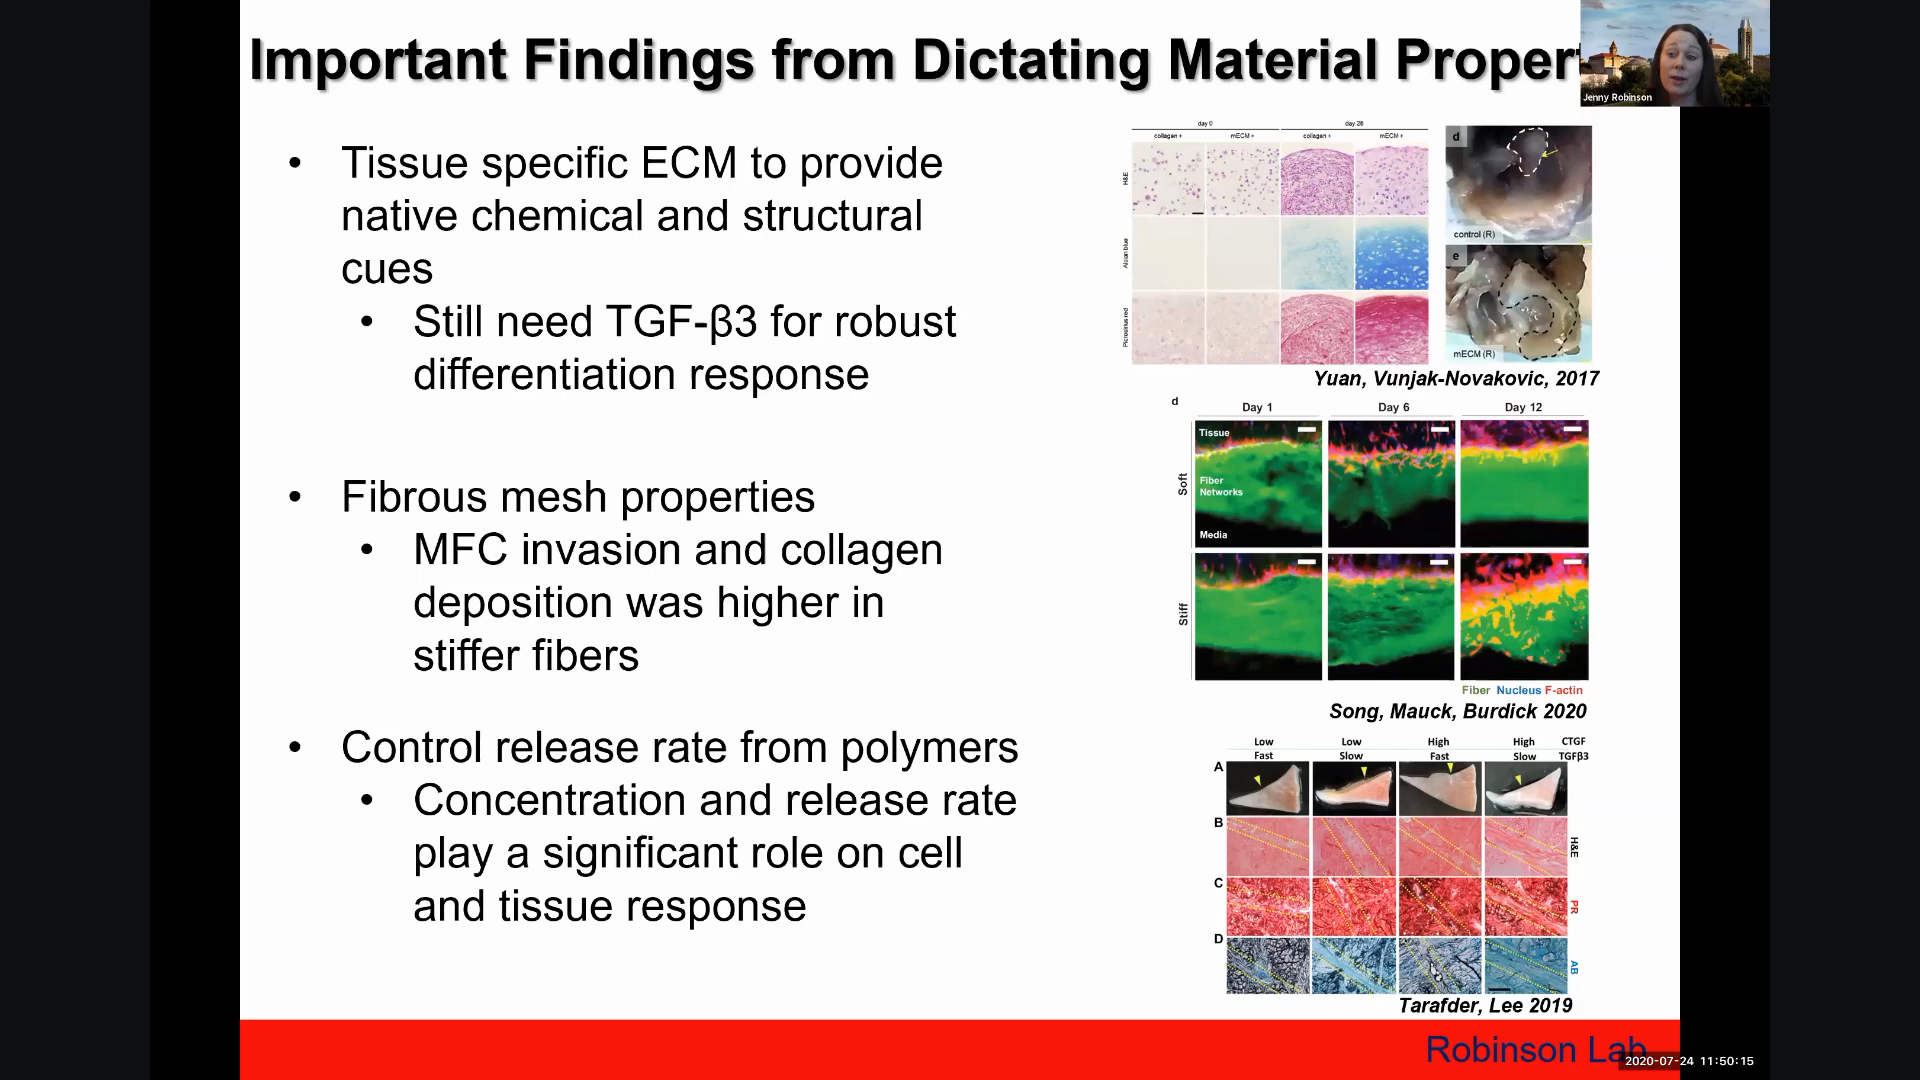 Important Findings from Dictating Material Proper
Jenny Robinson
• Tissue specific ECM to provide
native chemical and structural
cues
• Still need TGF-β3 for robust
differentiation response
• Fibrous mesh properties
• MFC invasion and collagen
deposition was higher in
stiffer fibers
• Control release rate from polymers
• Concentration and release rate
play a significant role on cell
and tissue response
day 0 day 28
collagen + mECM + collagen + mECM +
H&E
Alcian blue
Picrosirius red
d
control (R)
e
mECM (R)
Yuan, Vunjak-Novakovic, 2017
d
Day 1 Day 6 Day 12
Soft
Tissue
Fiber
Networks
Media
Stiff
Fiber Nucleus F-actin
Song, Mauck, Burdick 2020
Low Low High High CTGF
Fast Slow Fast Slow TGFβ3
A
B
H&E
C
PR
D
AB
Tarafder, Lee 2019
Robinson Lab
2020-07-24 11:50:15